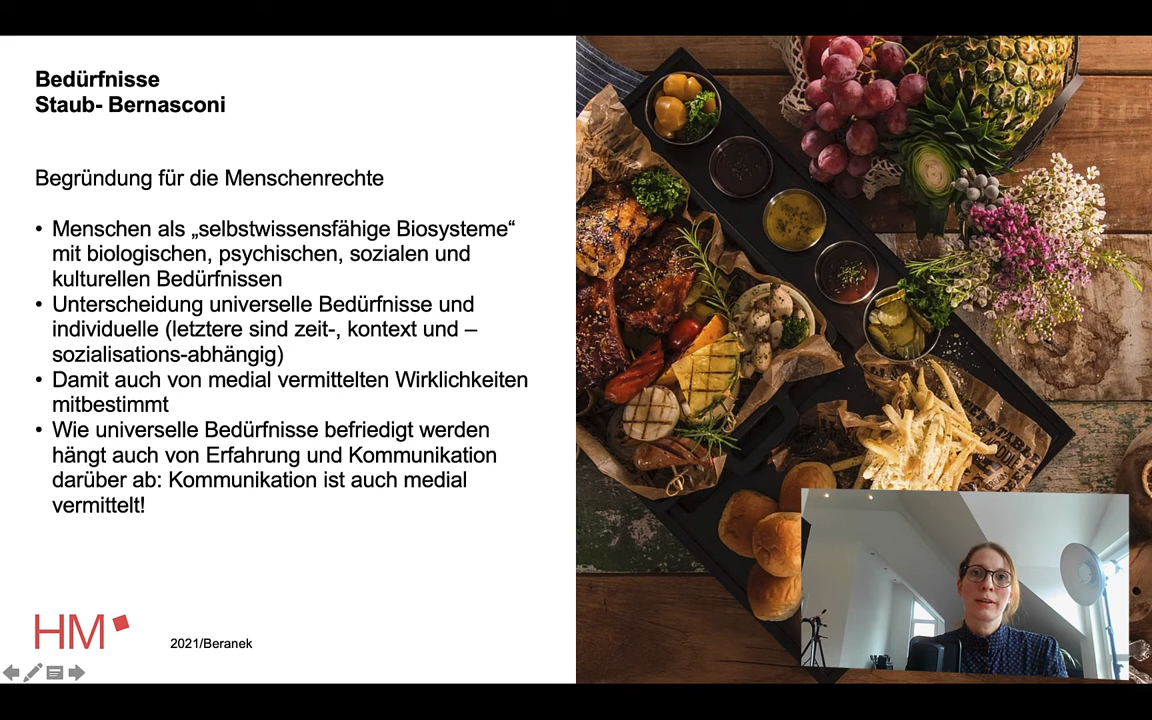 Bedürfnisse
Staub- Bernasconi
Begründung für die Menschenrechte
• Menschen als „selbstwissensfähige Biosysteme“
mit biologischen, psychischen, sozialen und
kulturellen Bedürfnissen
• Unterscheidung universelle Bedürfnisse und
individuelle (letztere sind zeit-, kontext und –
sozialisations-abhängig)
• Damit auch von medial vermittelten Wirklichkeiten
mitbestimmt
• Wie universelle Bedürfnisse befriedigt werden
hängt auch von Erfahrung und Kommunikation
darüber ab: Kommunikation ist auch medial
vermittelt!
HM
2021/Beranek